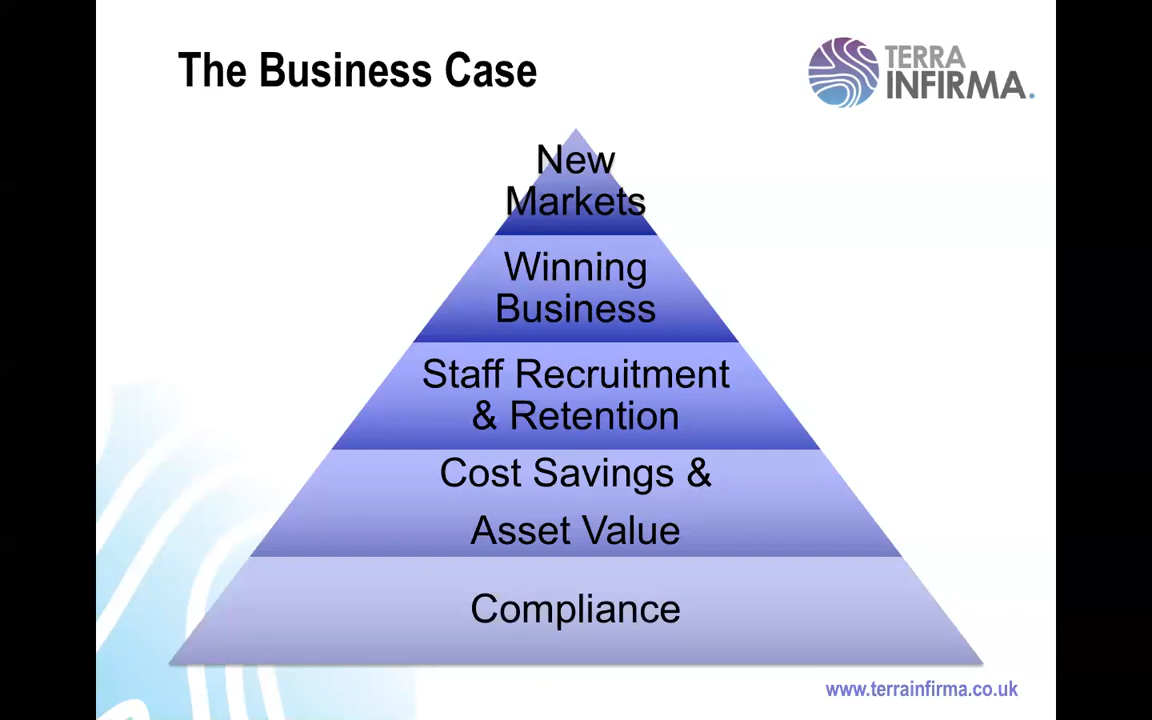 The Business Case
TERRA
INFIRMA.
New
Markets
Winning
Business
Staff Recruitment
& Retention
Cost Savings &
Asset Value
Compliance
www.terrainfirma.co.uk